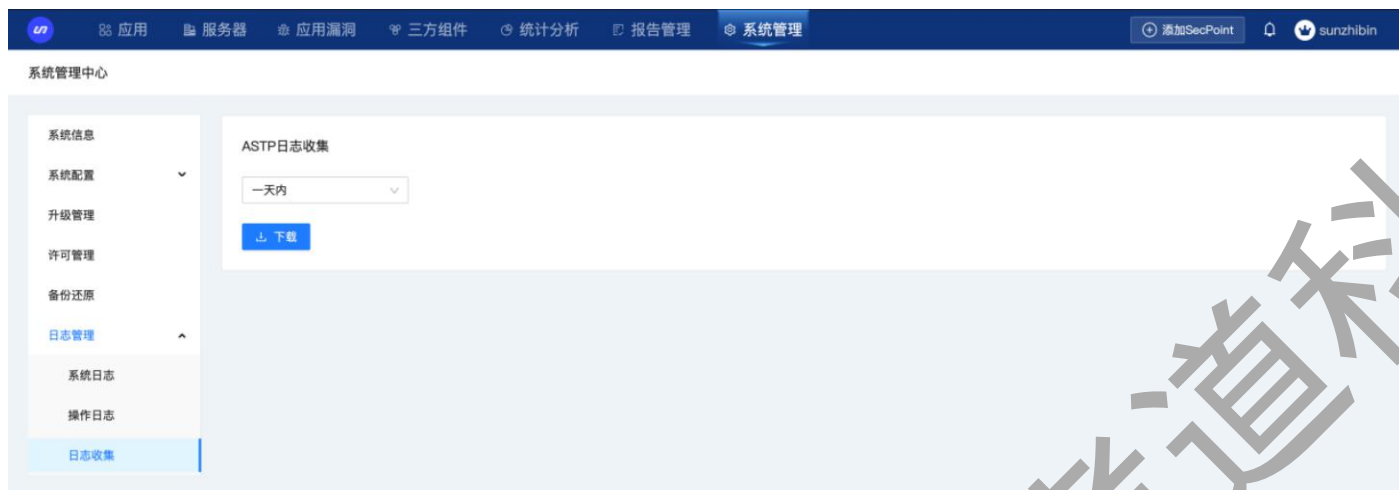 应用 服务器 应用漏洞 三方组件 统计分析 报告管理 系统管理 添加SecPoint sunzhibin
系统管理中心
系统信息
ASTP日志收集
系统配置
一天内
升级管理
下载
许可管理
备份还原
日志管理
系统日志
操作日志
日志收集
道科